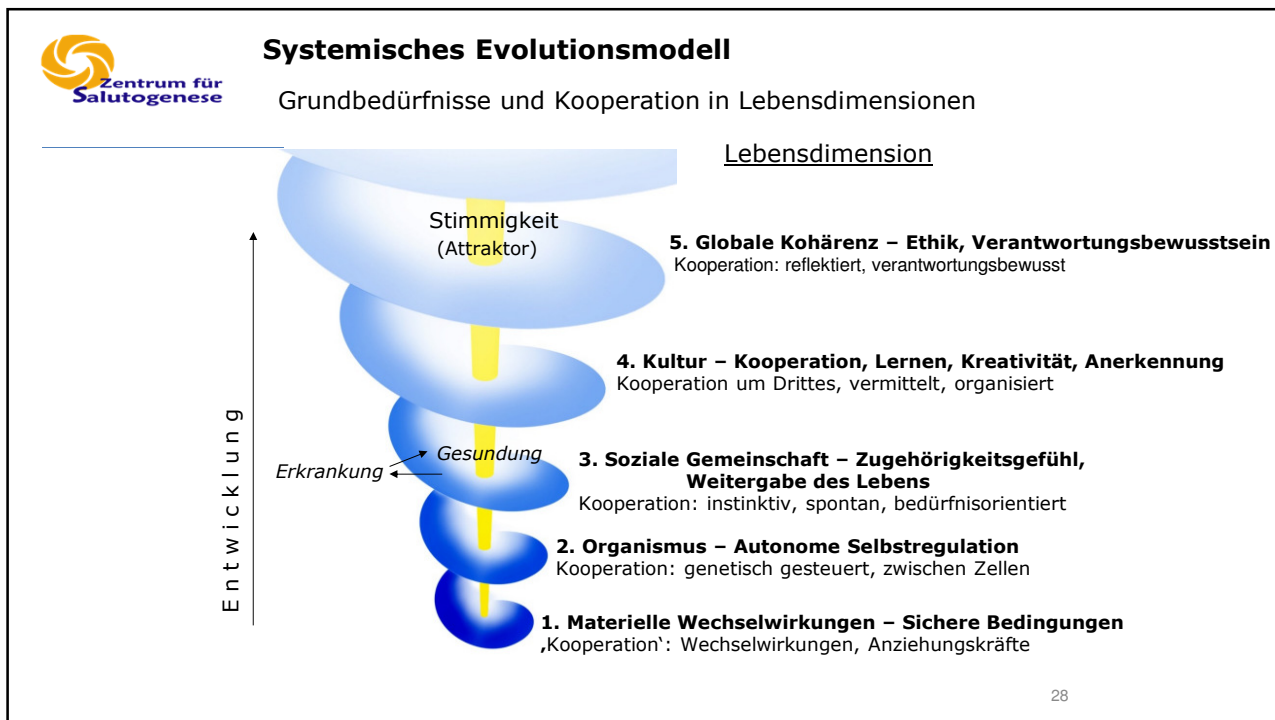 Zentrum für
Salutogenese
Systemisches Evolutionsmodell
Grundbedürfnisse und Kooperation in Lebensdimensionen
Lebensdimension
Stimmigkeit
(Attraktor)
5. Globale Kohärenz – Ethik, Verantwortungsbewusstsein
Kooperation: reflektiert, verantwortungsbewusst
4. Kultur – Kooperation, Lernen, Kreativität, Anerkennung
Kooperation um Drittes, vermittelt, organisiert
Entwicklung
Erkrankung
Gesundung
3. Soziale Gemeinschaft – Zugehörigkeitsgefühl,
Weitergabe des Lebens
Kooperation: instinktiv, spontan, bedürfnisorientiert
2. Organismus – Autonome Selbstregulation
Kooperation: genetisch gesteuert, zwischen Zellen
1. Materielle Wechselwirkungen – Sichere Bedingungen
‚Kooperation‛: Wechselwirkungen, Anziehungskräfte
28